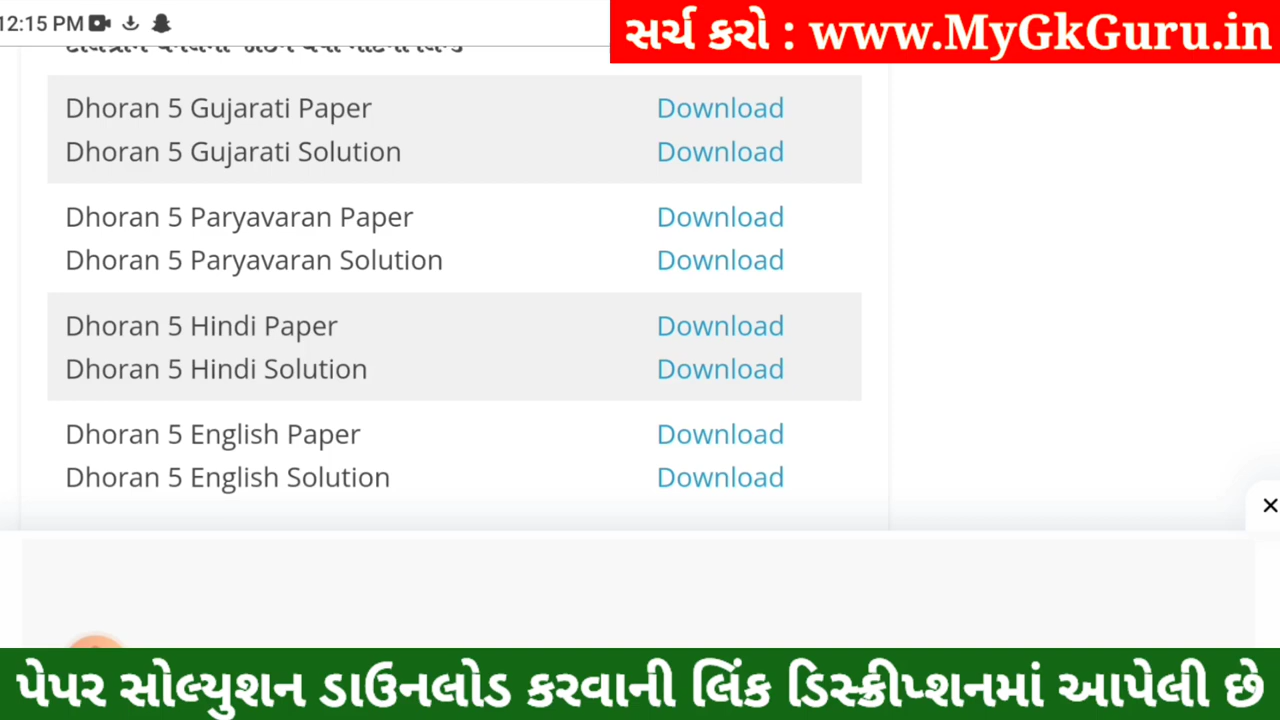 12:15 PM
સર્ચ કરો : www.MyGkGuru.in
Dhoran 5 Gujarati Paper Download
Dhoran 5 Gujarati Solution Download
Dhoran 5 Paryavaran Paper Download
Dhoran 5 Paryavaran Solution Download
Dhoran 5 Hindi Paper Download
Dhoran 5 Hindi Solution Download
Dhoran 5 English Paper Download
Dhoran 5 English Solution Download
પેપર સોલ્યુશન ડાઉનલોડ કરવાની લિંક ડિસ્ક્રીપ્શનમાં આપેલી છે